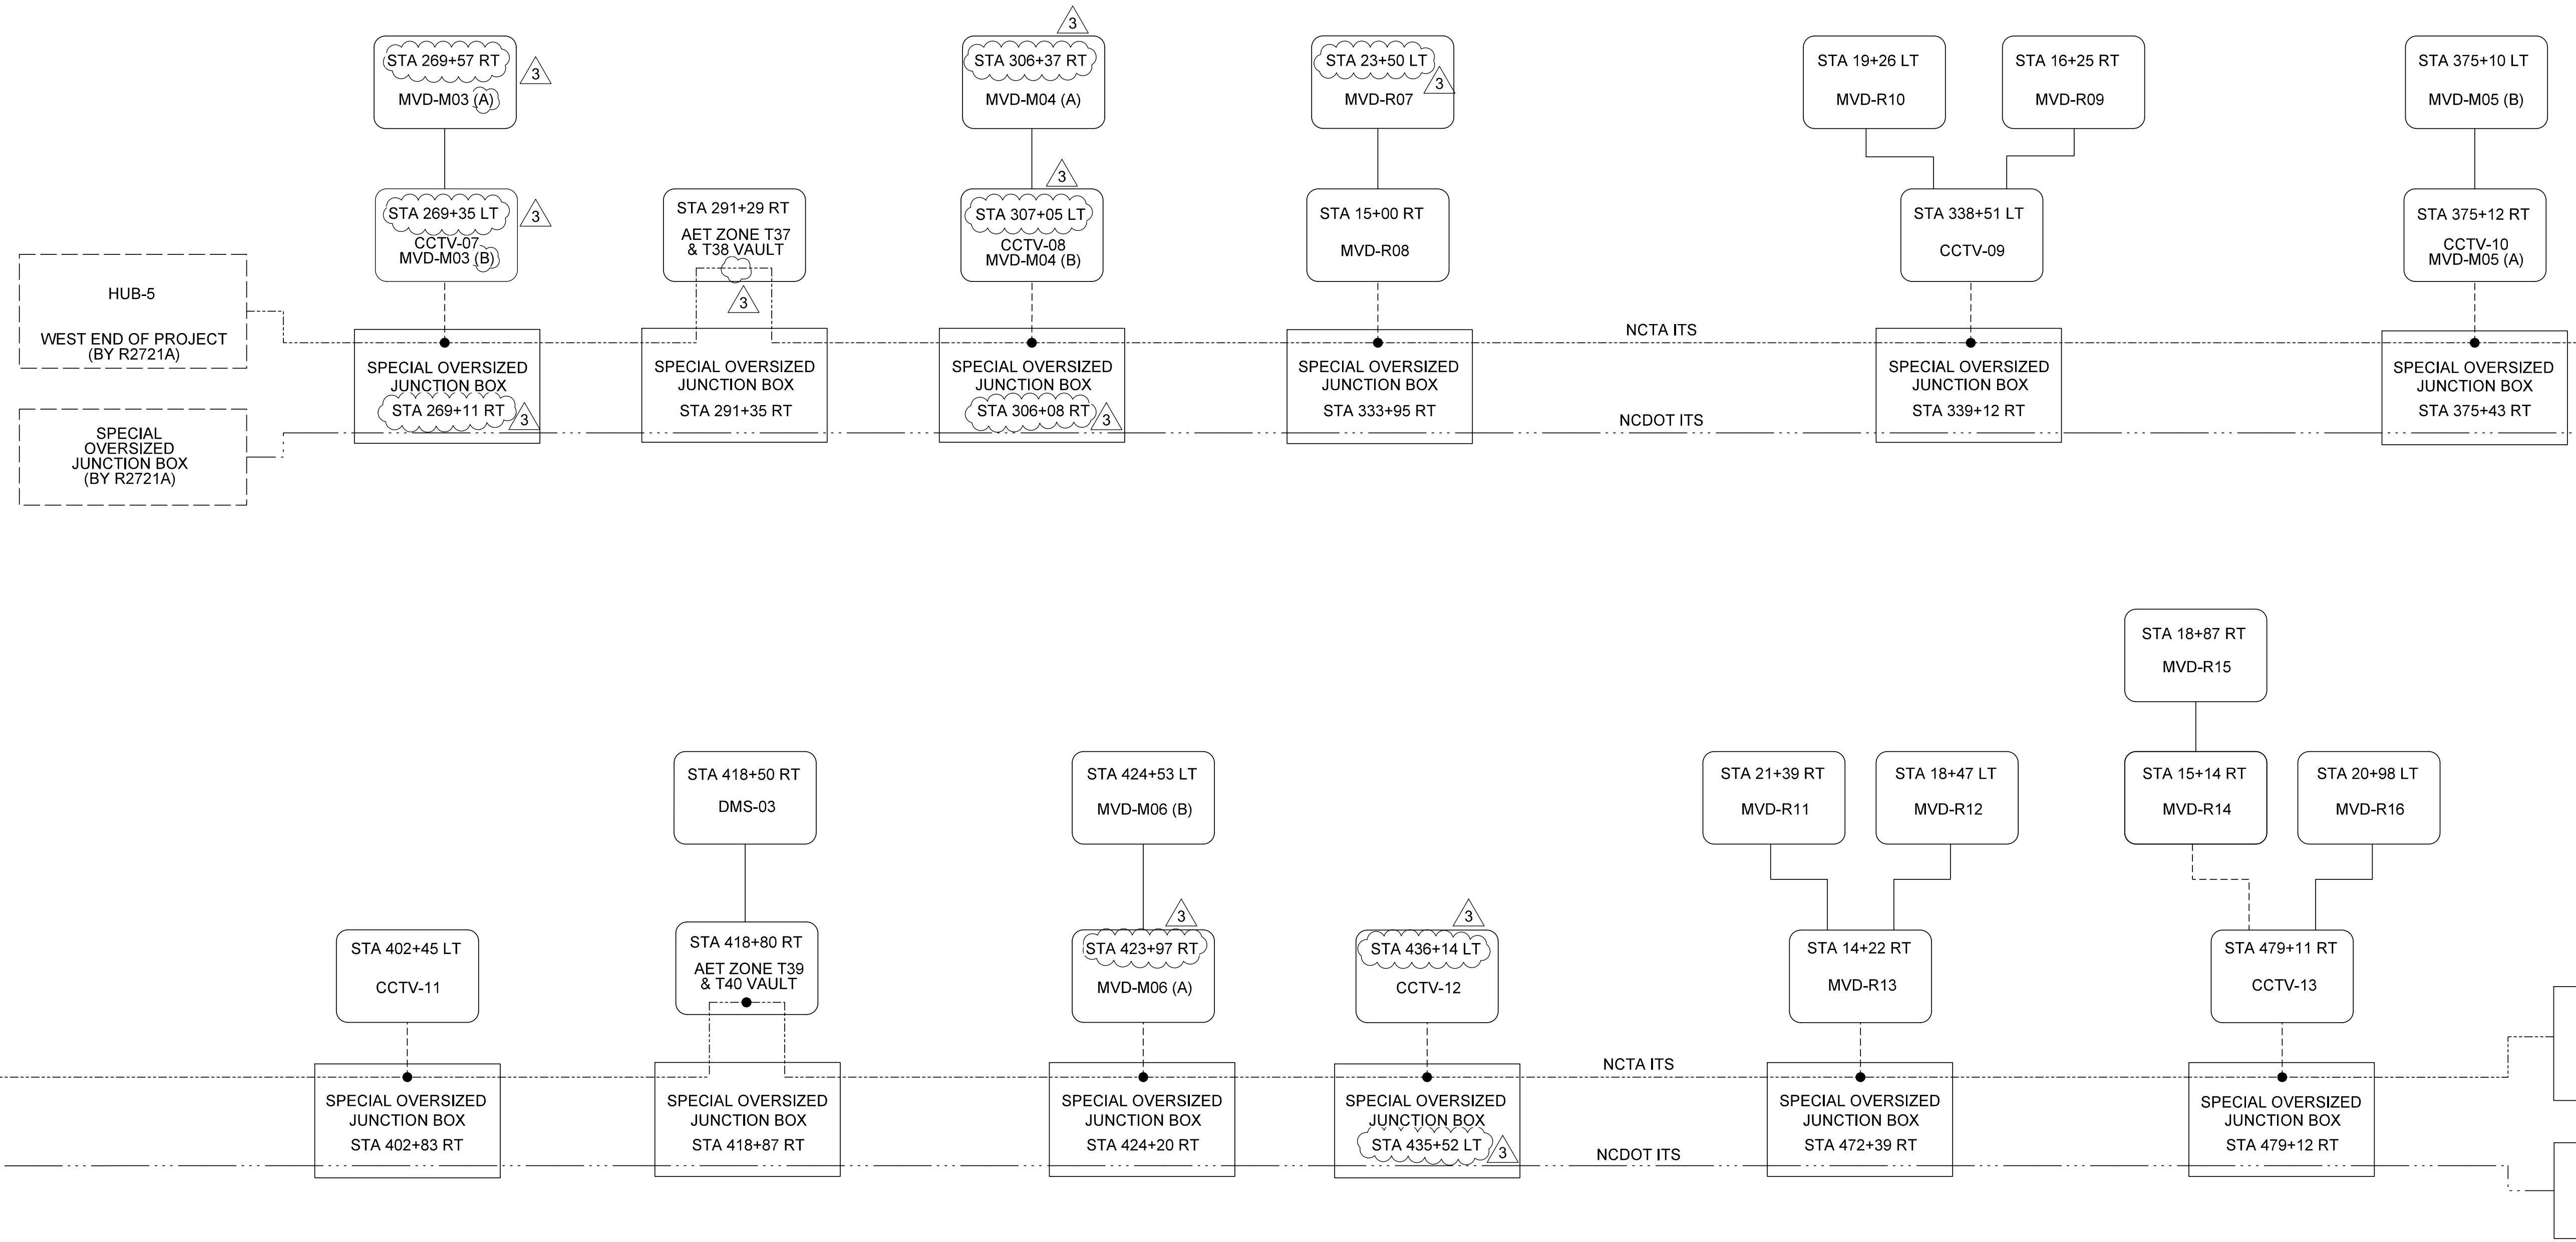 3
STA 269+57 RT
3
MVD-M03 (A)
STA 306+37 RT
MVD-M04 (A)
STA 23+50 LT
3
MVD-R07
STA 19+26 LT
MVD-R10
STA 16+25 RT
MVD-R09
STA 375+10 LT
MVD-M05 (B)
3
STA 269+35 LT
3
CCTV-07
MVD-M03 (B)
STA 291+29 RT
AET ZONE T37
& T38 VAULT
3
STA 307+05 LT
CCTV-08
MVD-M04 (B)
STA 15+00 RT
MVD-R08
STA 338+51 LT
CCTV-09
STA 375+12 RT
CCTV-10
MVD-M05 (A)
HUB-5
WEST END OF PROJECT
(BY R2721A)
NCTA ITS
SPECIAL OVERSIZED
JUNCTION BOX
STA 269+11 RT
3
SPECIAL OVERSIZED
JUNCTION BOX
STA 291+35 RT
SPECIAL OVERSIZED
JUNCTION BOX
STA 306+08 RT
3
SPECIAL OVERSIZED
JUNCTION BOX
STA 333+95 RT
SPECIAL OVERSIZED
JUNCTION BOX
STA 339+12 RT
SPECIAL OVERSIZED
JUNCTION BOX
STA 375+43 RT
NCDOT ITS
SPECIAL
OVERSIZED
JUNCTION BOX
(BY R2721A)
STA 18+87 RT
MVD-R15
STA 418+50 RT
DMS-03
STA 424+53 LT
MVD-M06 (B)
STA 21+39 RT
MVD-R11
STA 18+47 LT
MVD-R12
STA 15+14 RT
MVD-R14
STA 20+98 LT
MVD-R16
STA 402+45 LT
CCTV-11
STA 418+80 RT
AET ZONE T39
& T40 VAULT
3
STA 423+97 RT
MVD-M06 (A)
3
STA 436+14 LT
CCTV-12
STA 14+22 RT
MVD-R13
STA 479+11 RT
CCTV-13
NCTA ITS
SPECIAL OVERSIZED
JUNCTION BOX
STA 402+83 RT
SPECIAL OVERSIZED
JUNCTION BOX
STA 418+87 RT
SPECIAL OVERSIZED
JUNCTION BOX
STA 424+20 RT
SPECIAL OVERSIZED
JUNCTION BOX
STA 435+52 LT
3
SPECIAL OVERSIZED
JUNCTION BOX
STA 472+39 RT
SPECIAL OVERSIZED
JUNCTION BOX
STA 479+12 RT
NCDOT ITS